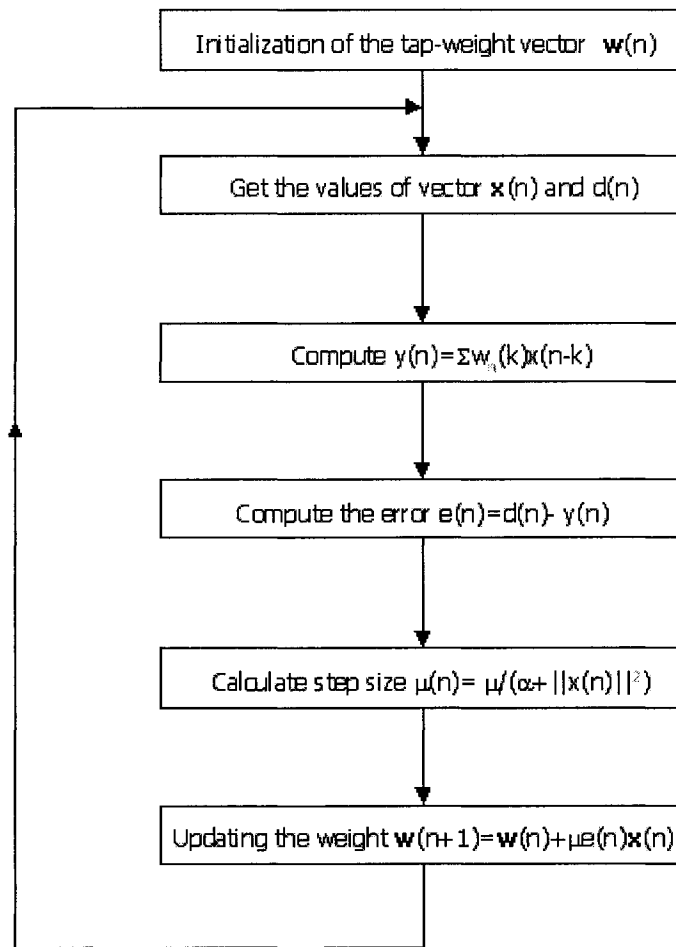 Initialization of the tap-weight vector w(n)
Get the values of vector x(n) and d(n)
Compute y(n)=Σwₙ(k)x(n-k)
Compute the error e(n)=d(n)- y(n)
Calculate step size μ(n)= μ/(α+||x(n)||²)
Updating the weight w(n+1)=w(n)+μe(n)x(n)